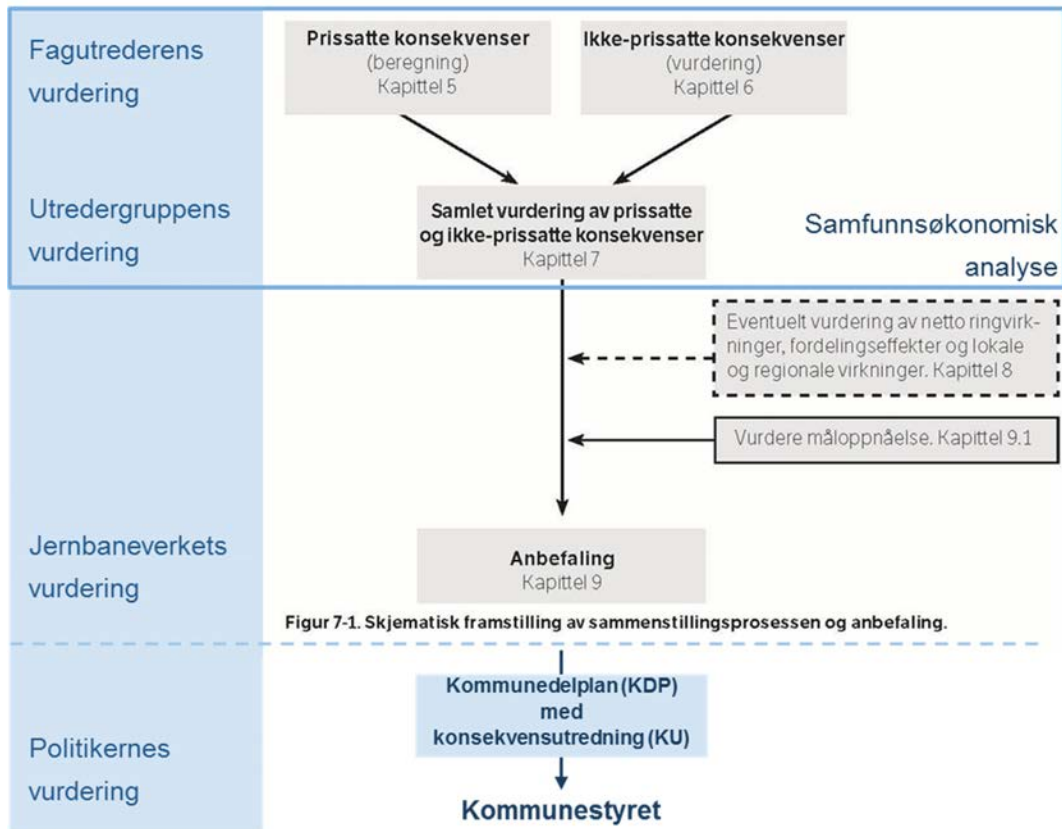 Fagutrederens
vurdering
Prissatte konsekvenser
(beregning)
Kapittel 5
Ikke-prissatte konsekvenser
(vurdering)
Kapittel 6
Utredergruppens
vurdering
Samlet vurdering av prissatte
og ikke-prissatte konsekvenser
Kapittel 7
Samfunnsøkonomisk
analyse
Eventuelt vurdering av netto ringvirk-
ninger, fordelingseffekter og lokale
og regionale virkninger. Kapittel 8
Vurdere måloppnåelse. Kapittel 9.1
Jernbaneverkets
vurdering
Anbefaling
Kapittel 9
Figur 7-1. Skjematisk framstilling av sammenstillingsprosessen og anbefaling.
Kommunedelplan (KDP)
med
konsekvensutredning (KU)
Politikernes
vurdering
Kommunestyret